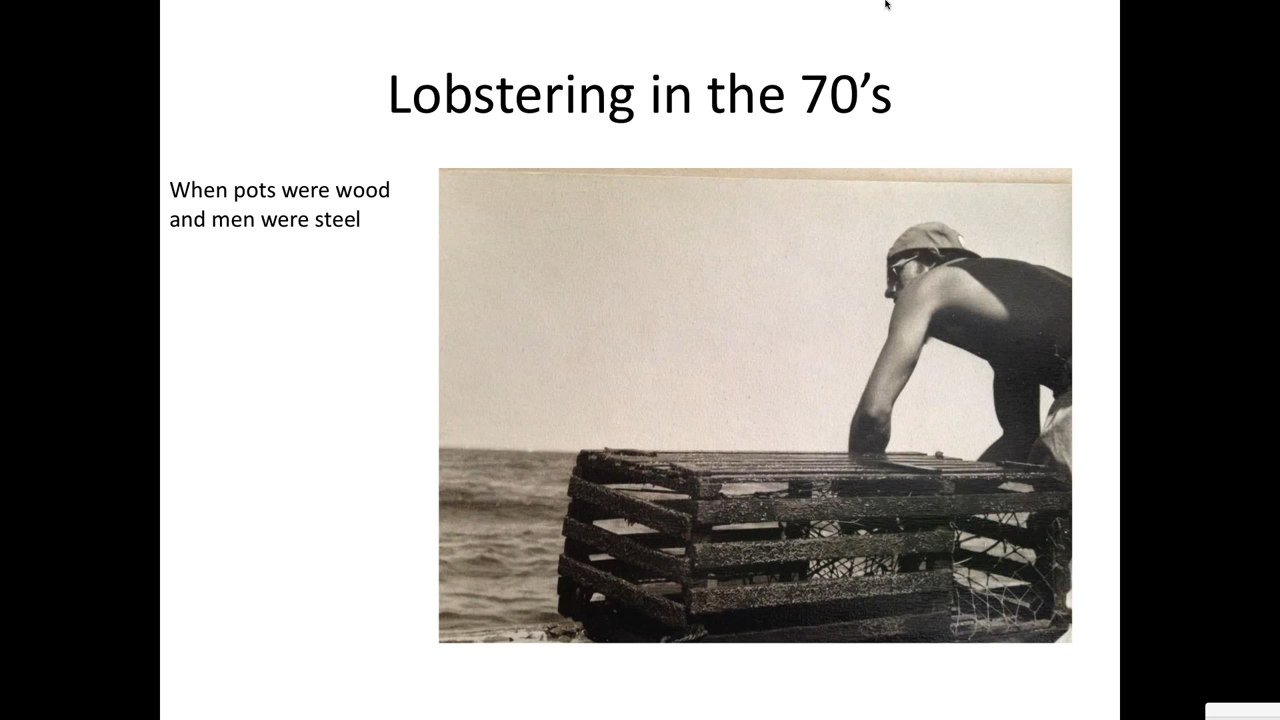 Lobstering in the 70’s
When pots were wood
and men were steel